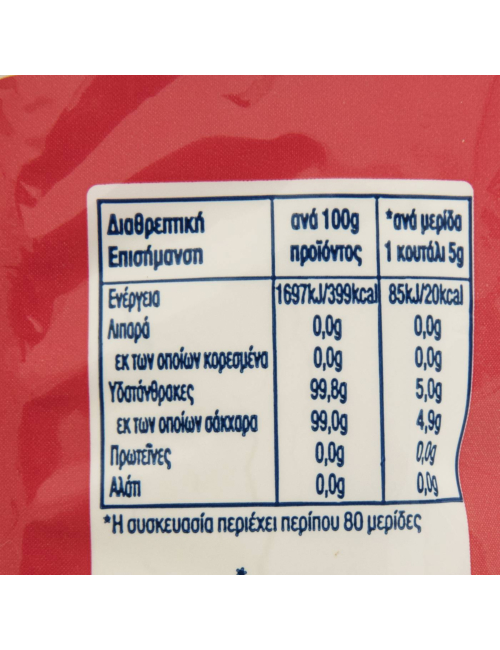 Διαθρεπτική Επισήμανση ανά 100g προϊόντος *ανά μερίδα 1 κουτάλι 5g
Ενέργεια 1697kJ/399kcal 85kJ/20kcal
Λιπαρά 0,0g 0,0g
εκ των οποίων κορεσμένα 0,0g 0,0g
Υδατάνθρακες 99,8g 5,0g
εκ των οποίων σάκχαρα 99,0g 4,9g
Πρωτεΐνες 0,0g 0,0g
Αλάτι 0,0g 0,0g
*Η συσκευασία περιέχει περίπου 80 μερίδες